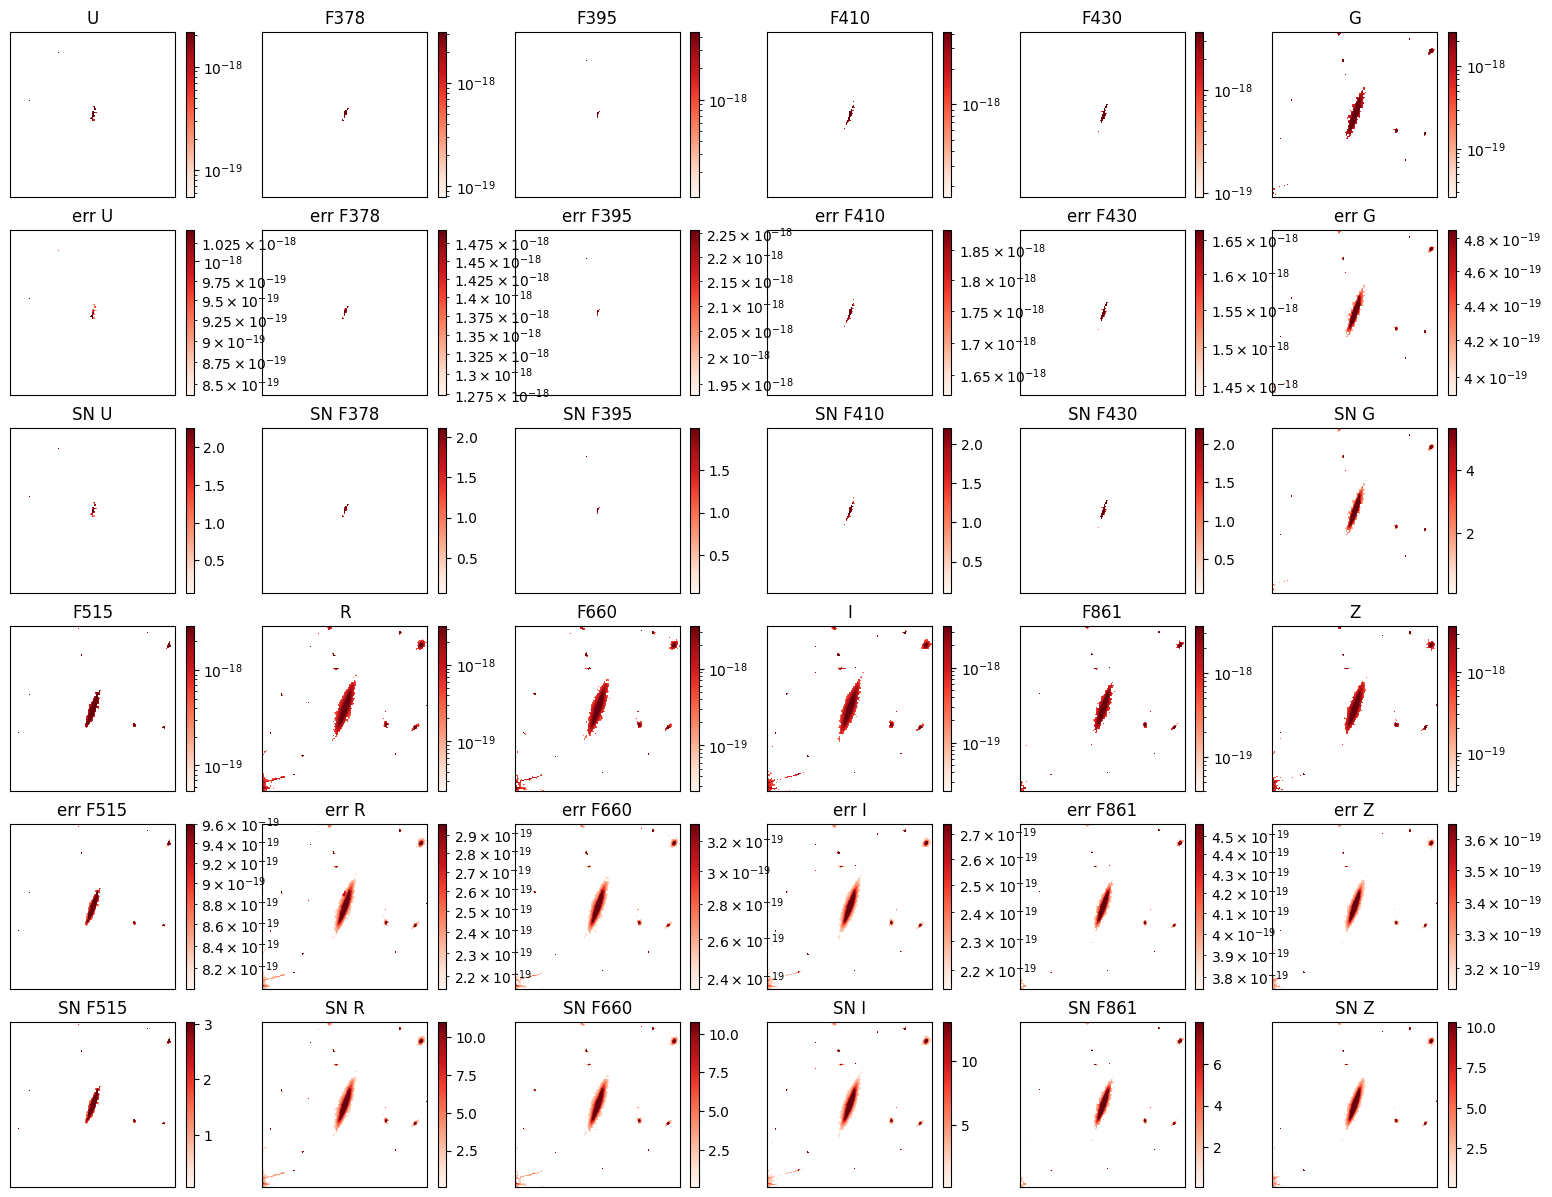 U F378 F395 F410 F430 G
10⁻¹⁸ 10⁻¹⁸ 10⁻¹⁸ 10⁻¹⁸ 10⁻¹⁸ 10⁻¹⁸
10⁻¹⁹ 10⁻¹⁹ 10⁻¹⁹ 10⁻¹⁹
err U err F378 err F395 err F410 err F430 err G
1.025 × 10⁻¹⁸ 1.475 × 10⁻¹⁸ 2.25 × 10⁻¹⁸ 1.85 × 10⁻¹⁸ 1.65 × 10⁻¹⁸ 4.8 × 10⁻¹⁹
10⁻¹⁸ 1.45 × 10⁻¹⁸ 2.2 × 10⁻¹⁸ 1.8 × 10⁻¹⁸ 1.6 × 10⁻¹⁸ 4.6 × 10⁻¹⁹
9.75 × 10⁻¹⁹ 1.425 × 10⁻¹⁸ 2.15 × 10⁻¹⁸ 1.75 × 10⁻¹⁸ 1.55 × 10⁻¹⁸ 4.4 × 10⁻¹⁹
9.5 × 10⁻¹⁹ 1.4 × 10⁻¹⁸ 2.1 × 10⁻¹⁸ 1.7 × 10⁻¹⁸ 1.5 × 10⁻¹⁸ 4.2 × 10⁻¹⁹
9.25 × 10⁻¹⁹ 1.375 × 10⁻¹⁸ 2.05 × 10⁻¹⁸ 1.65 × 10⁻¹⁸ 1.45 × 10⁻¹⁸ 4 × 10⁻¹⁹
9 × 10⁻¹⁹ 1.35 × 10⁻¹⁸ 2 × 10⁻¹⁸
8.75 × 10⁻¹⁹ 1.325 × 10⁻¹⁸ 1.95 × 10⁻¹⁸
8.5 × 10⁻¹⁹ 1.3 × 10⁻¹⁸
1.275 × 10⁻¹⁸
SN U SN F378 SN F395 SN F410 SN F430 SN G
2.0 2.0 1.5 2.0 2.0 4
1.5 1.5 1.0 1.5 1.5 2
1.0 1.0 0.5 1.0 1.0
0.5 0.5 0.5 0.5
F515 R F660 I F861 Z
10⁻¹⁸ 10⁻¹⁸ 10⁻¹⁸ 10⁻¹⁸ 10⁻¹⁸ 10⁻¹⁸
10⁻¹⁹ 10⁻¹⁹ 10⁻¹⁹ 10⁻¹⁹ 10⁻¹⁹ 10⁻¹⁹
err F515 err R err F660 err I err F861 err Z
9.6 × 10⁻¹⁹ 2.9 × 10⁻¹⁹ 3.2 × 10⁻¹⁹ 2.7 × 10⁻¹⁹ 4.5 × 10⁻¹⁹ 3.6 × 10⁻¹⁹
9.4 × 10⁻¹⁹ 2.8 × 10⁻¹⁹ 3 × 10⁻¹⁹ 2.6 × 10⁻¹⁹ 4.4 × 10⁻¹⁹ 3.5 × 10⁻¹⁹
9.2 × 10⁻¹⁹ 2.7 × 10⁻¹⁹ 2.8 × 10⁻¹⁹ 2.5 × 10⁻¹⁹ 4.3 × 10⁻¹⁹ 3.4 × 10⁻¹⁹
9 × 10⁻¹⁹ 2.6 × 10⁻¹⁹ 2.6 × 10⁻¹⁹ 2.4 × 10⁻¹⁹ 4.2 × 10⁻¹⁹ 3.3 × 10⁻¹⁹
8.8 × 10⁻¹⁹ 2.5 × 10⁻¹⁹ 2.4 × 10⁻¹⁹ 2.3 × 10⁻¹⁹ 4.1 × 10⁻¹⁹ 3.2 × 10⁻¹⁹
8.6 × 10⁻¹⁹ 2.4 × 10⁻¹⁹ 2.2 × 10⁻¹⁹ 4 × 10⁻¹⁹
8.4 × 10⁻¹⁹ 2.3 × 10⁻¹⁹ 3.9 × 10⁻¹⁹
8.2 × 10⁻¹⁹ 2.2 × 10⁻¹⁹ 3.8 × 10⁻¹⁹
SN F515 SN R SN F660 SN I SN F861 SN Z
3 10.0 10.0 10 6 10.0
2 7.5 7.5 5 4 7.5
1 5.0 5.0 2 5.0
2.5 2.5 2.5